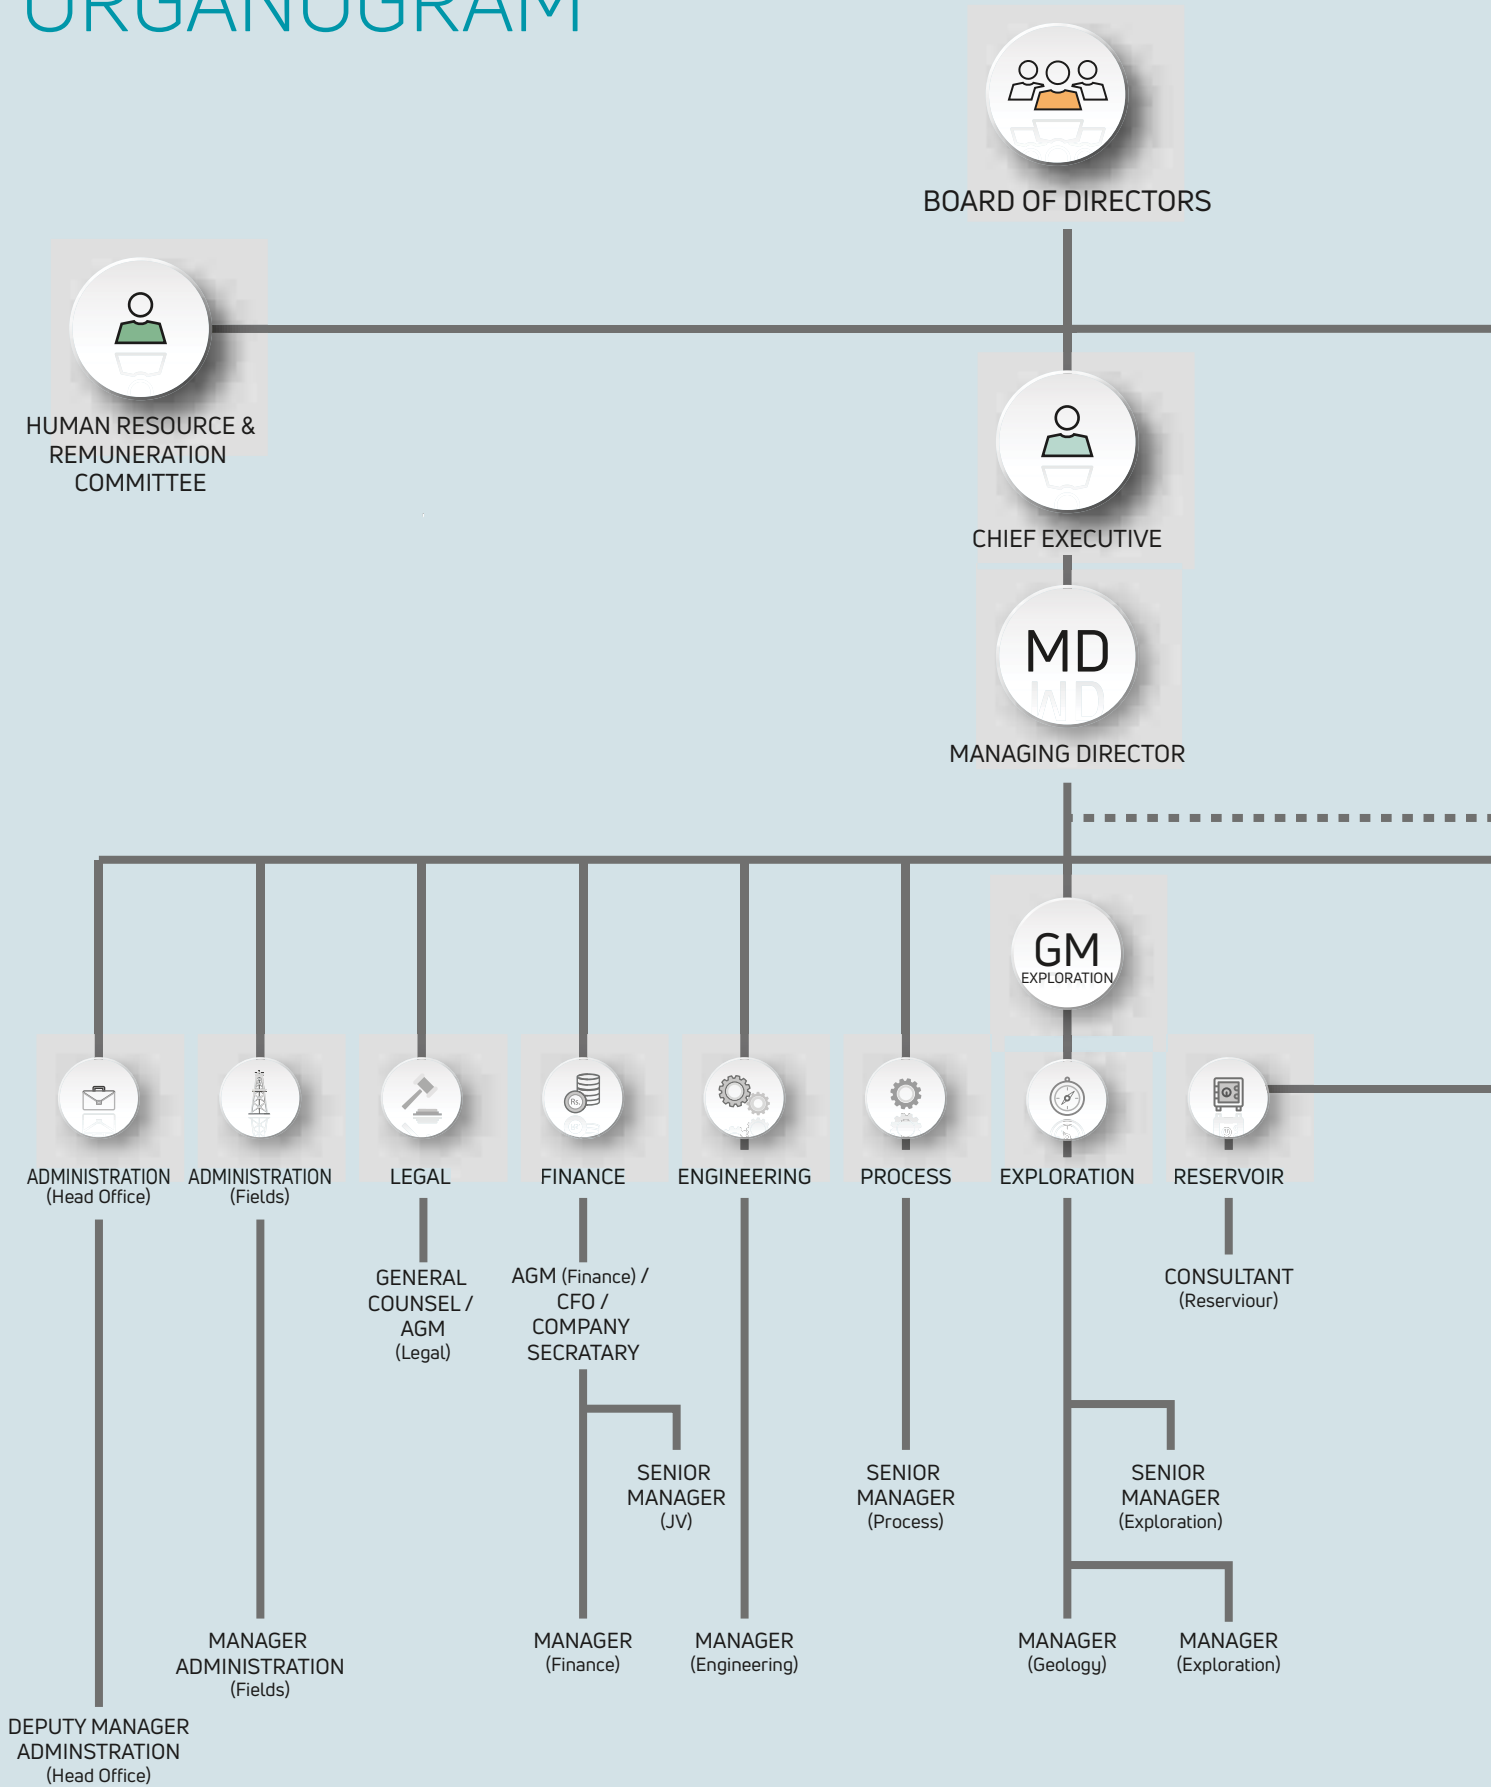 ORGANOGRAM
BOARD OF DIRECTORS
HUMAN RESOURCE &
REMUNERATION
COMMITTEE
CHIEF EXECUTIVE
MD
MANAGING DIRECTOR
GM
EXPLORATION
ADMINISTRATION
(Head Office)
ADMINISTRATION
(Fields)
LEGAL
Rs.
FINANCE
ENGINEERING
PROCESS
EXPLORATION
RESERVOIR
GENERAL
COUNSEL /
AGM
(Legal)
AGM (Finance) /
CFO /
COMPANY
SECRATARY
CONSULTANT
(Reserviour)
SENIOR
MANAGER
(JV)
SENIOR
MANAGER
(Process)
SENIOR
MANAGER
(Exploration)
MANAGER
ADMINISTRATION
(Fields)
MANAGER
(Finance)
MANAGER
(Engineering)
MANAGER
(Geology)
MANAGER
(Exploration)
DEPUTY MANAGER
ADMINSTRATION
(Head Office)